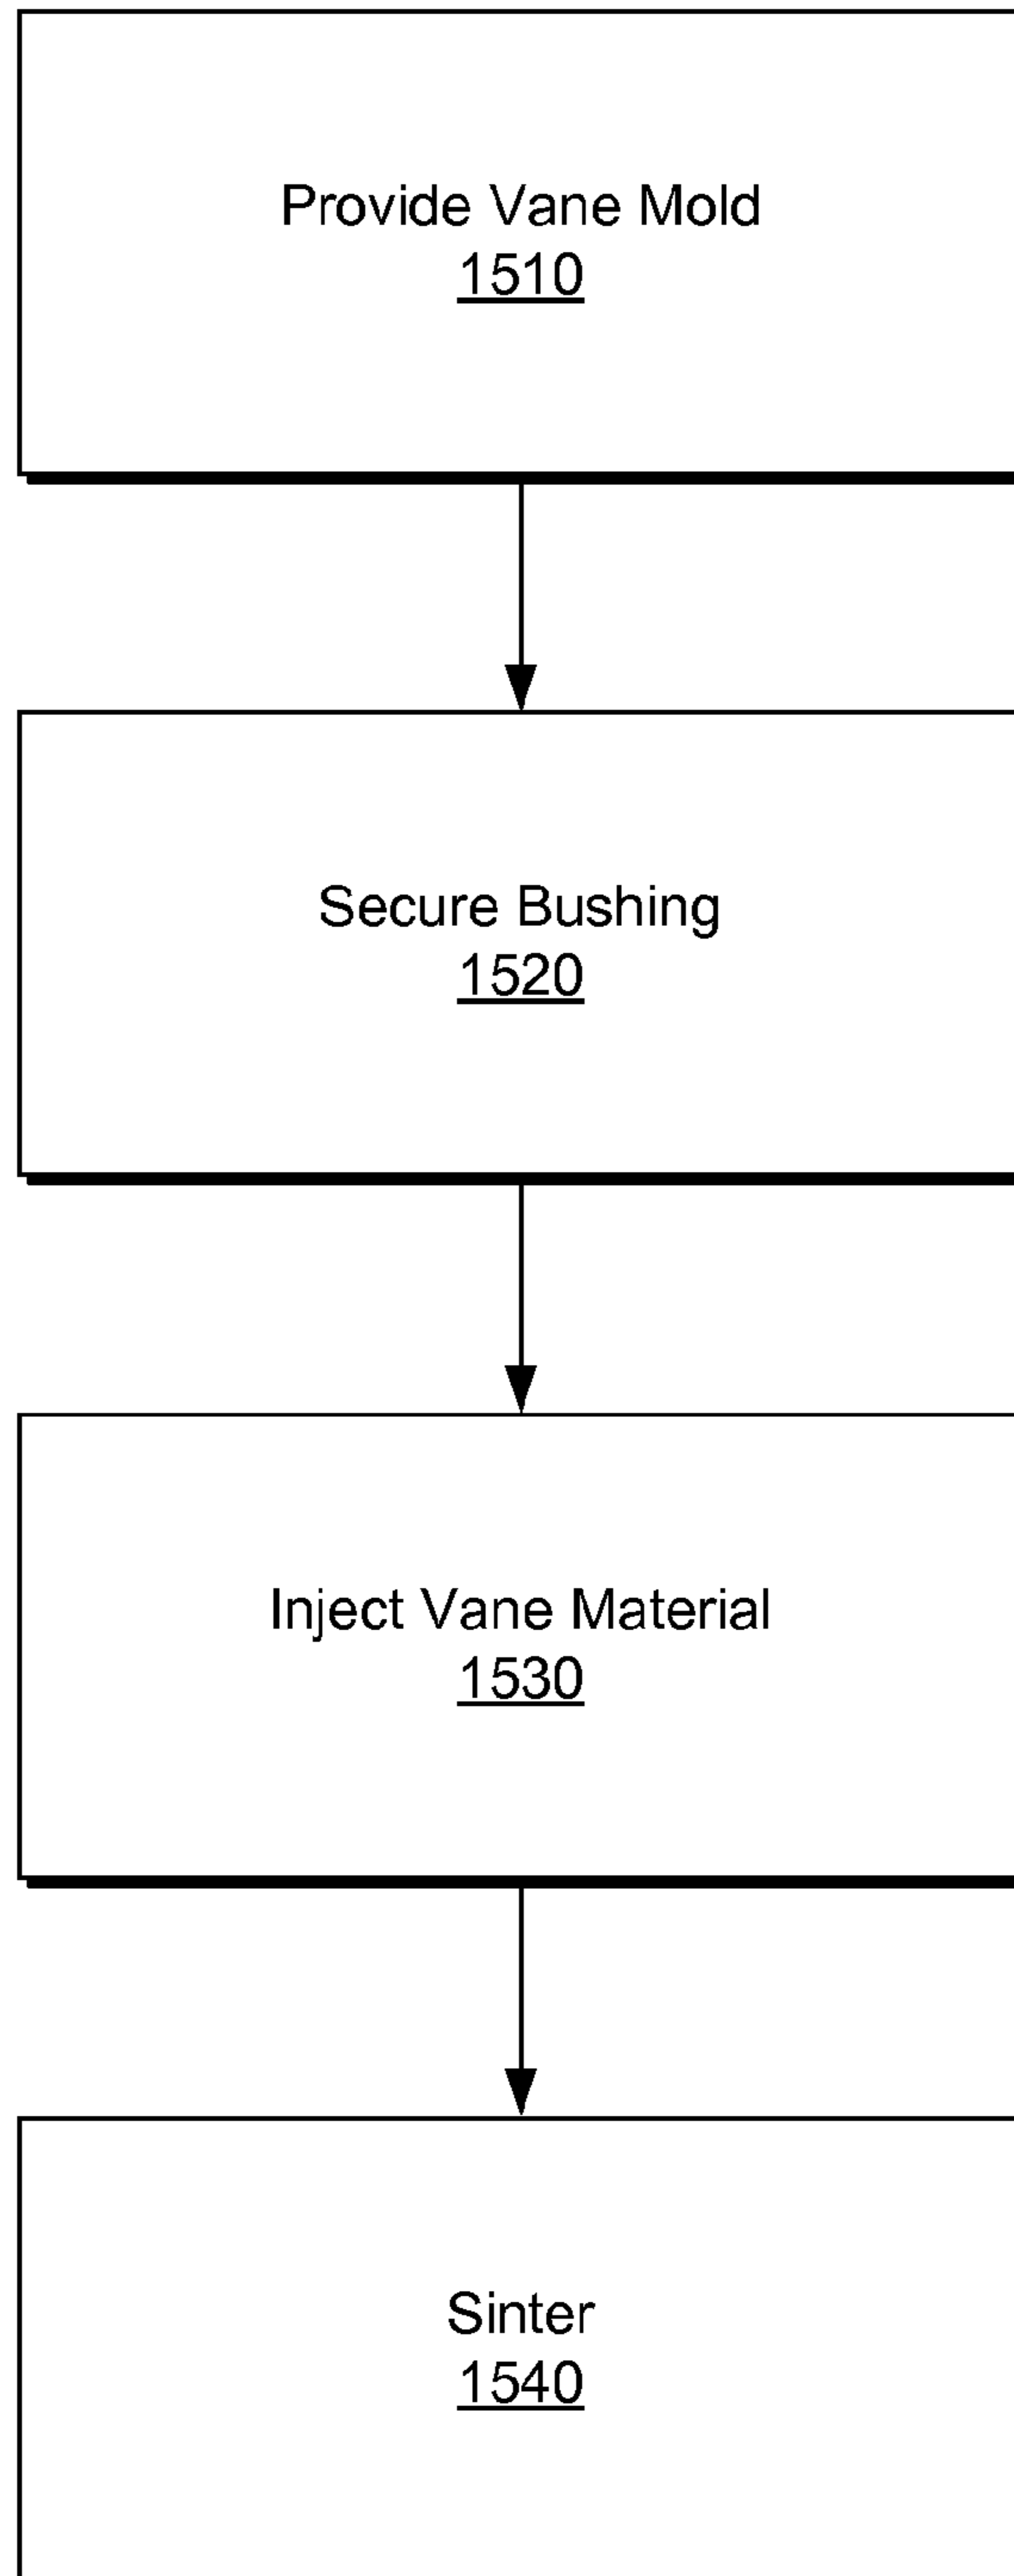 Provide Vane Mold
1510
Secure Bushing
1520
Inject Vane Material
1530
Sinter
1540